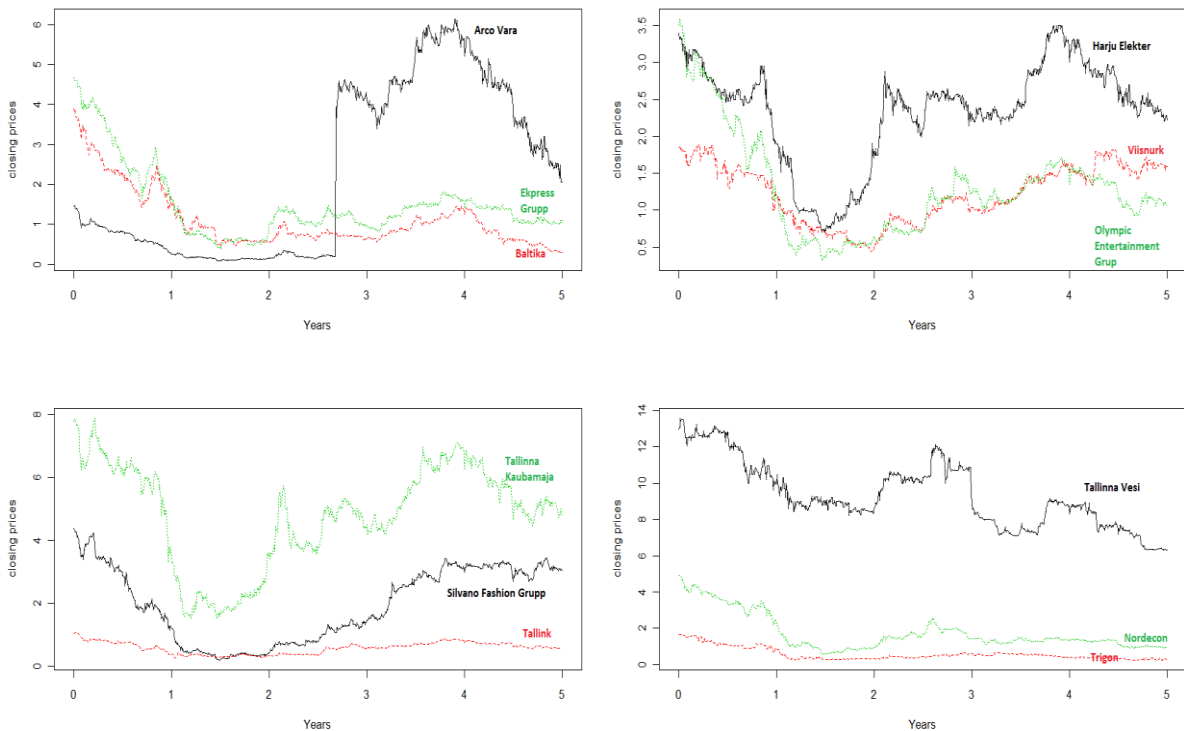 closing prices
6
5
4
3
2
1
0
Arco Vara
Ekpress
Grupp
Baltika
0 1 2 3 4 5
Years
closing prices
3.5
3.0
2.5
2.0
1.5
1.0
0.5
Harju Elekter
Viisnurk
Olympic
Entertainment
Grup
0 1 2 3 4 5
Years
closing prices
8
6
4
2
0
Tallinna
Kaubamaja
Silvano Fashion Grupp
Tallink
0 1 2 3 4 5
Years
closing prices
14
12
10
8
6
4
2
0
Tallinna Vesi
Nordecon
Trigon
0 1 2 3 4 5
Years